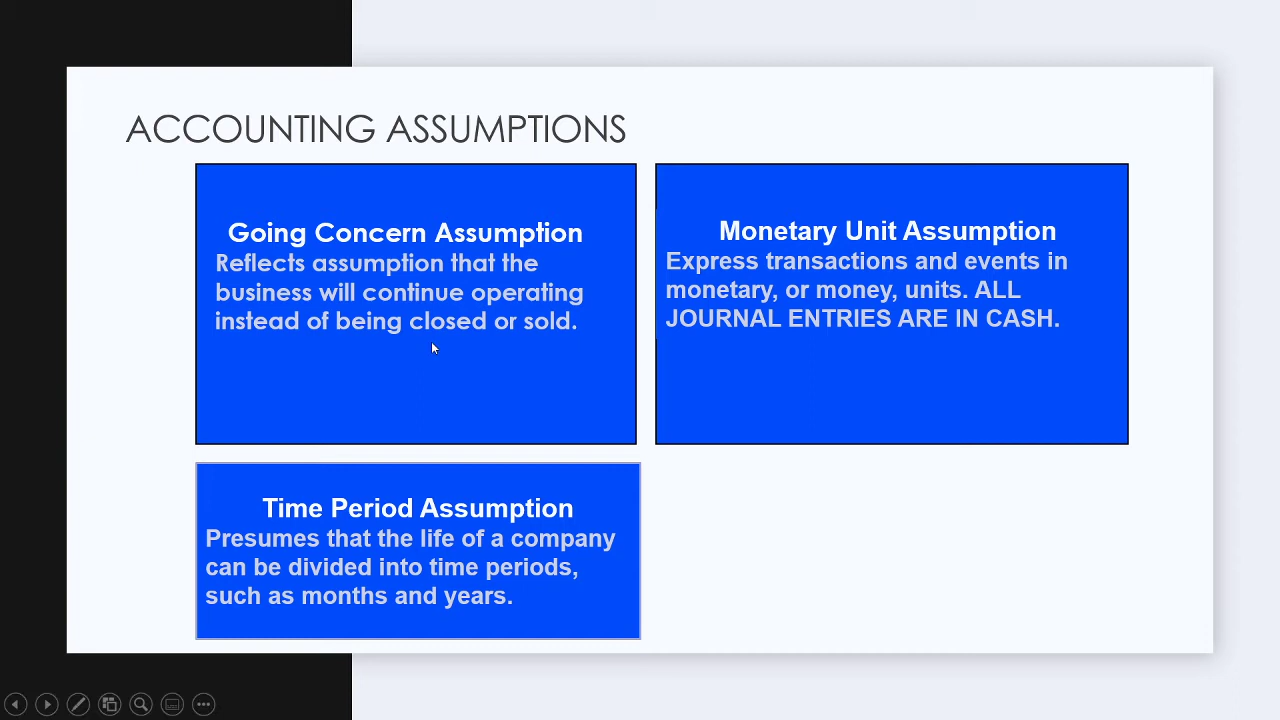 ACCOUNTING ASSUMPTIONS
Going Concern Assumption
Reflects assumption that the
business will continue operating
instead of being closed or sold.
Monetary Unit Assumption
Express transactions and events in
monetary, or money, units. ALL
JOURNAL ENTRIES ARE IN CASH.
Time Period Assumption
Presumes that the life of a company
can be divided into time periods,
such as months and years.